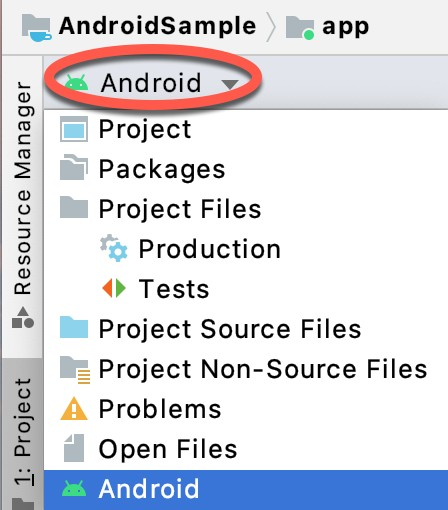 AndroidSample app
Android
Resource Manager
1: Project
Project
Packages
Project Files
Production
Tests
Project Source Files
Project Non-Source Files
Problems
Open Files
Android